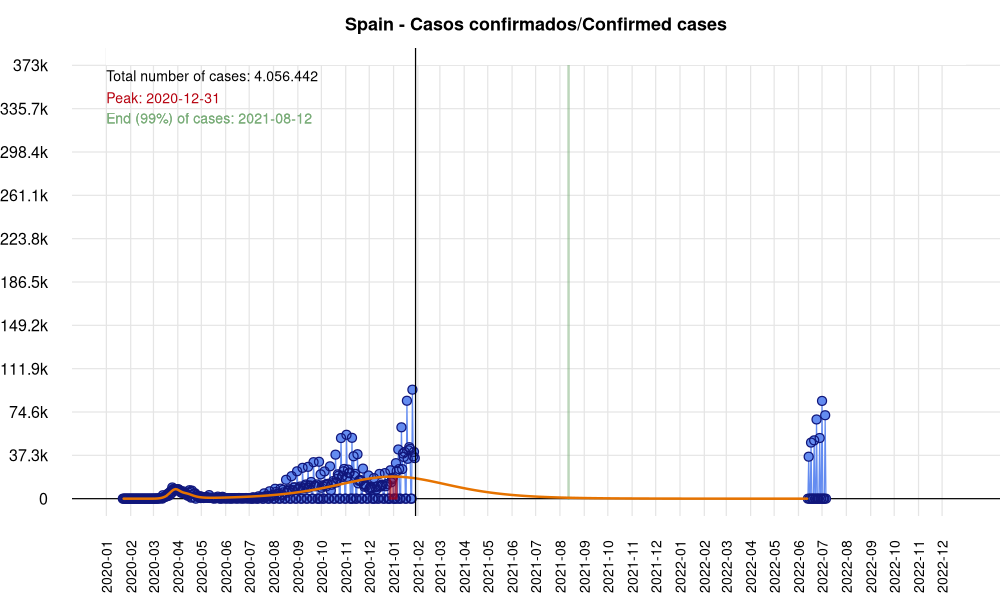 Spain - Casos confirmados/Confirmed cases
373k
335.7k
298.4k
261.1k
223.8k
186.5k
149.2k
111.9k
74.6k
37.3k
0
Total number of cases: 4.056.442
Peak: 2020-12-31
End (99%) of cases: 2021-08-12
2020-01
2020-02
2020-03
2020-04
2020-05
2020-06
2020-07
2020-08
2020-09
2020-10
2020-11
2020-12
2021-01
2021-02
2021-03
2021-04
2021-05
2021-06
2021-07
2021-08
2021-09
2021-10
2021-11
2021-12
2022-01
2022-02
2022-03
2022-04
2022-05
2022-06
2022-07
2022-08
2022-09
2022-10
2022-11
2022-12